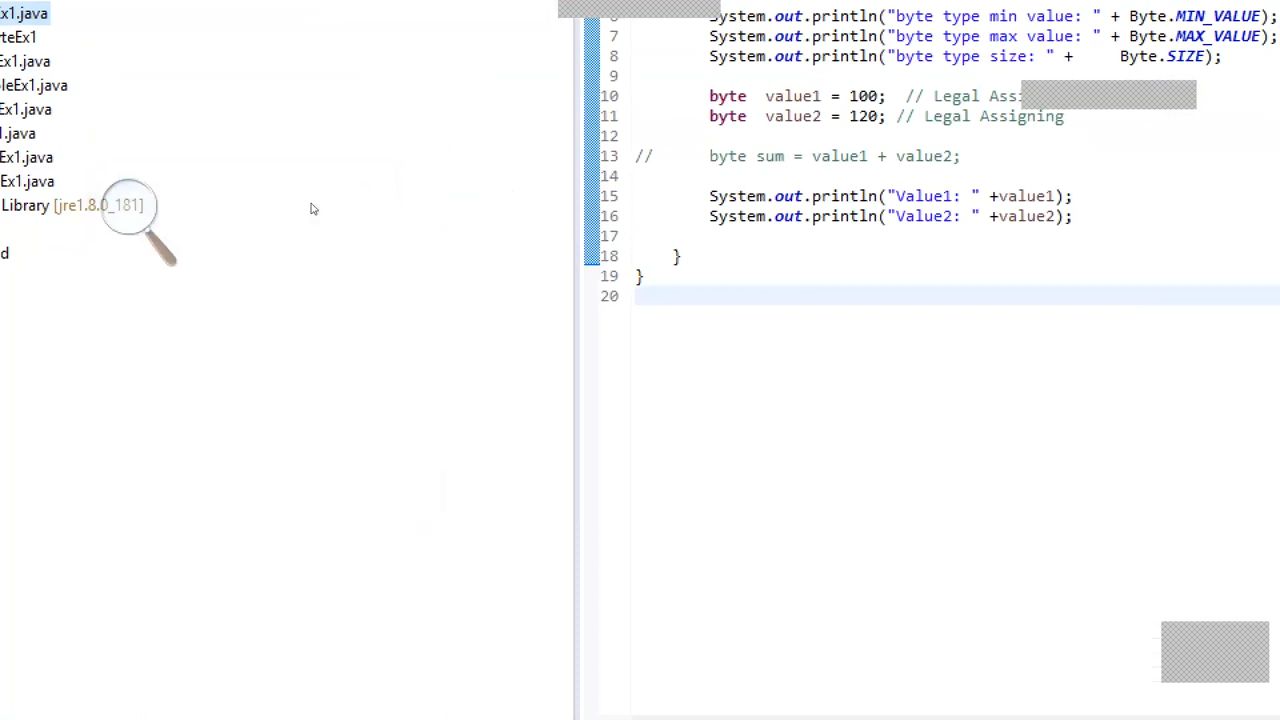 Ex1.java
teEx1
Ex1.java
leEx1.java
Ex1.java
1.java
Ex1.java
Ex1.java
Library [jre1.8.0_181]
d
System.out.println("byte type min value: " + Byte.MIN_VALUE);
7 System.out.println("byte type max value: " + Byte.MAX_VALUE);
8 System.out.println("byte type size: " + Byte.SIZE);
9
10 byte value1 = 100; // Legal
11 byte value2 = 120; // Legal Assigning
12
13 // byte sum = value1 + value2;
14
15 System.out.println("Value1: " +value1);
16 System.out.println("Value2: " +value2);
17
18 }
19 }
20